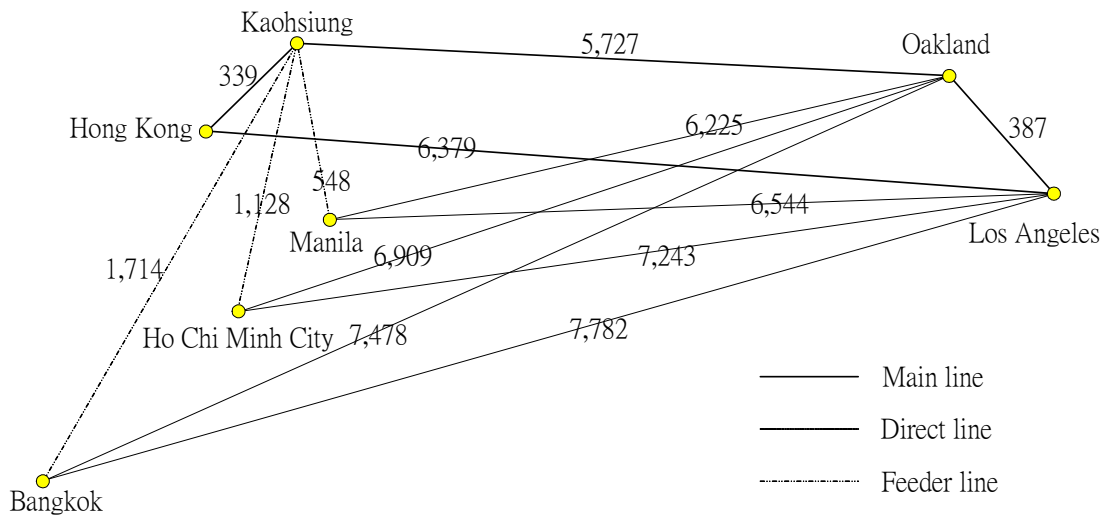 Kaohsiung
5,727
Oakland
339
Hong Kong
6,379
6,225
387
548
1,128
6,544
Manila
Los Angeles
6,909
7,243
1,714
Ho Chi Minh City
7,478
7,782
Main line
Direct line
Feeder line
Bangkok